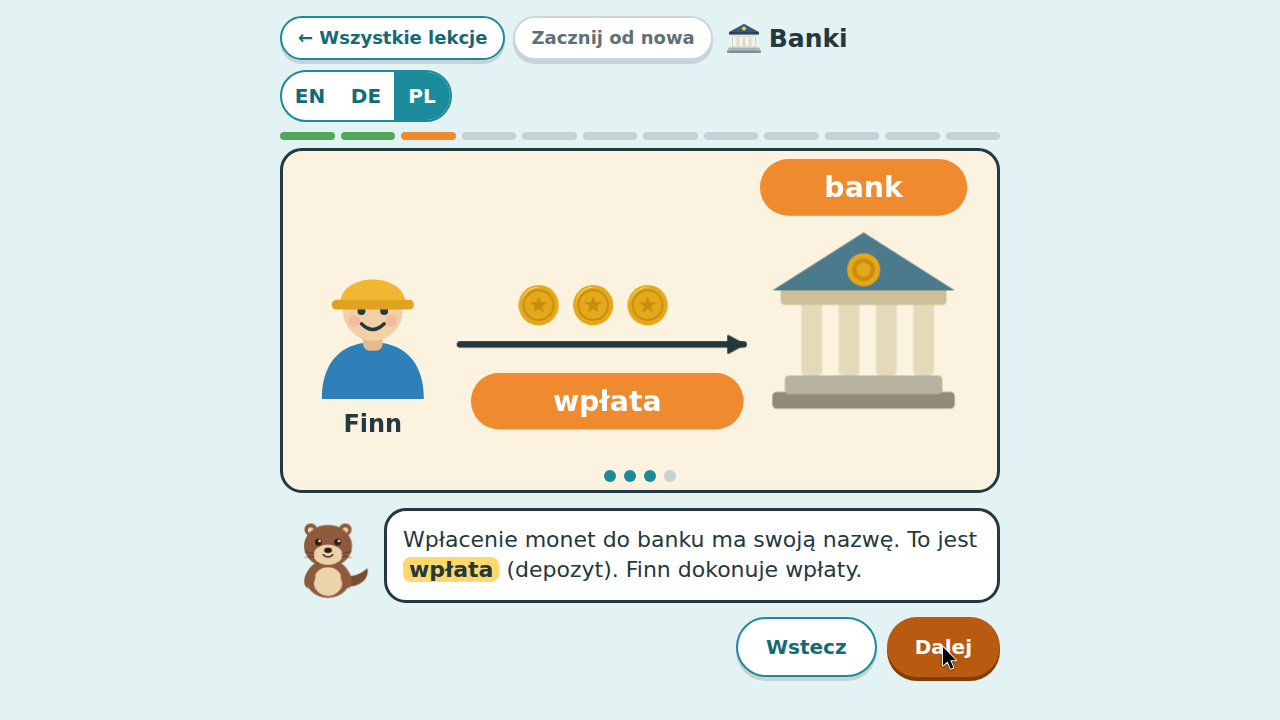 ← Wszystkie lekcje
Zacznij od nowa
Banki
EN DE PL
bank
wpłata
Finn
Wpłacenie monet do banku ma swoją nazwę. To jest
wpłata (depozyt). Finn dokonuje wpłaty.
Wstecz
Dalej